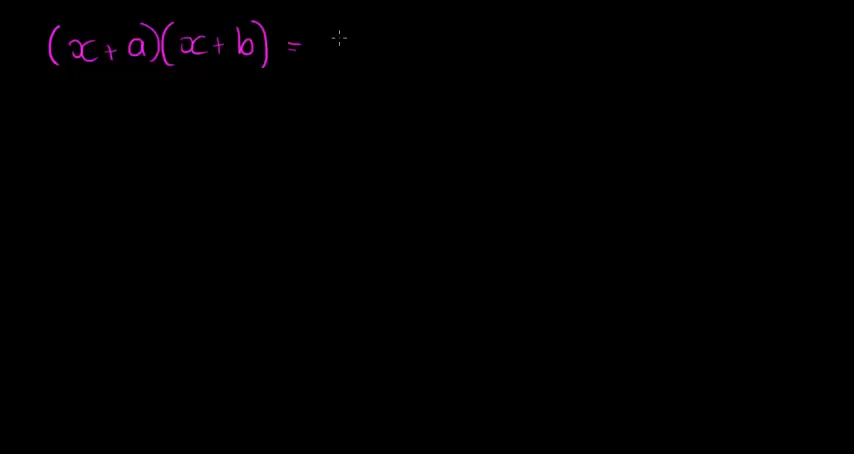 (x + a)(x + b) =